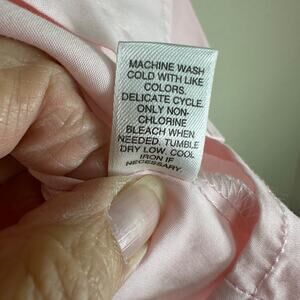 MACHINE WASH
COLD WITH LIKE
COLORS.
DELICATE CYCLE.
ONLY NON-
CHLORINE
BLEACH WHEN
NEEDED. TUMBLE
DRY LOW. COOL
IRON IF
NECESSARY.